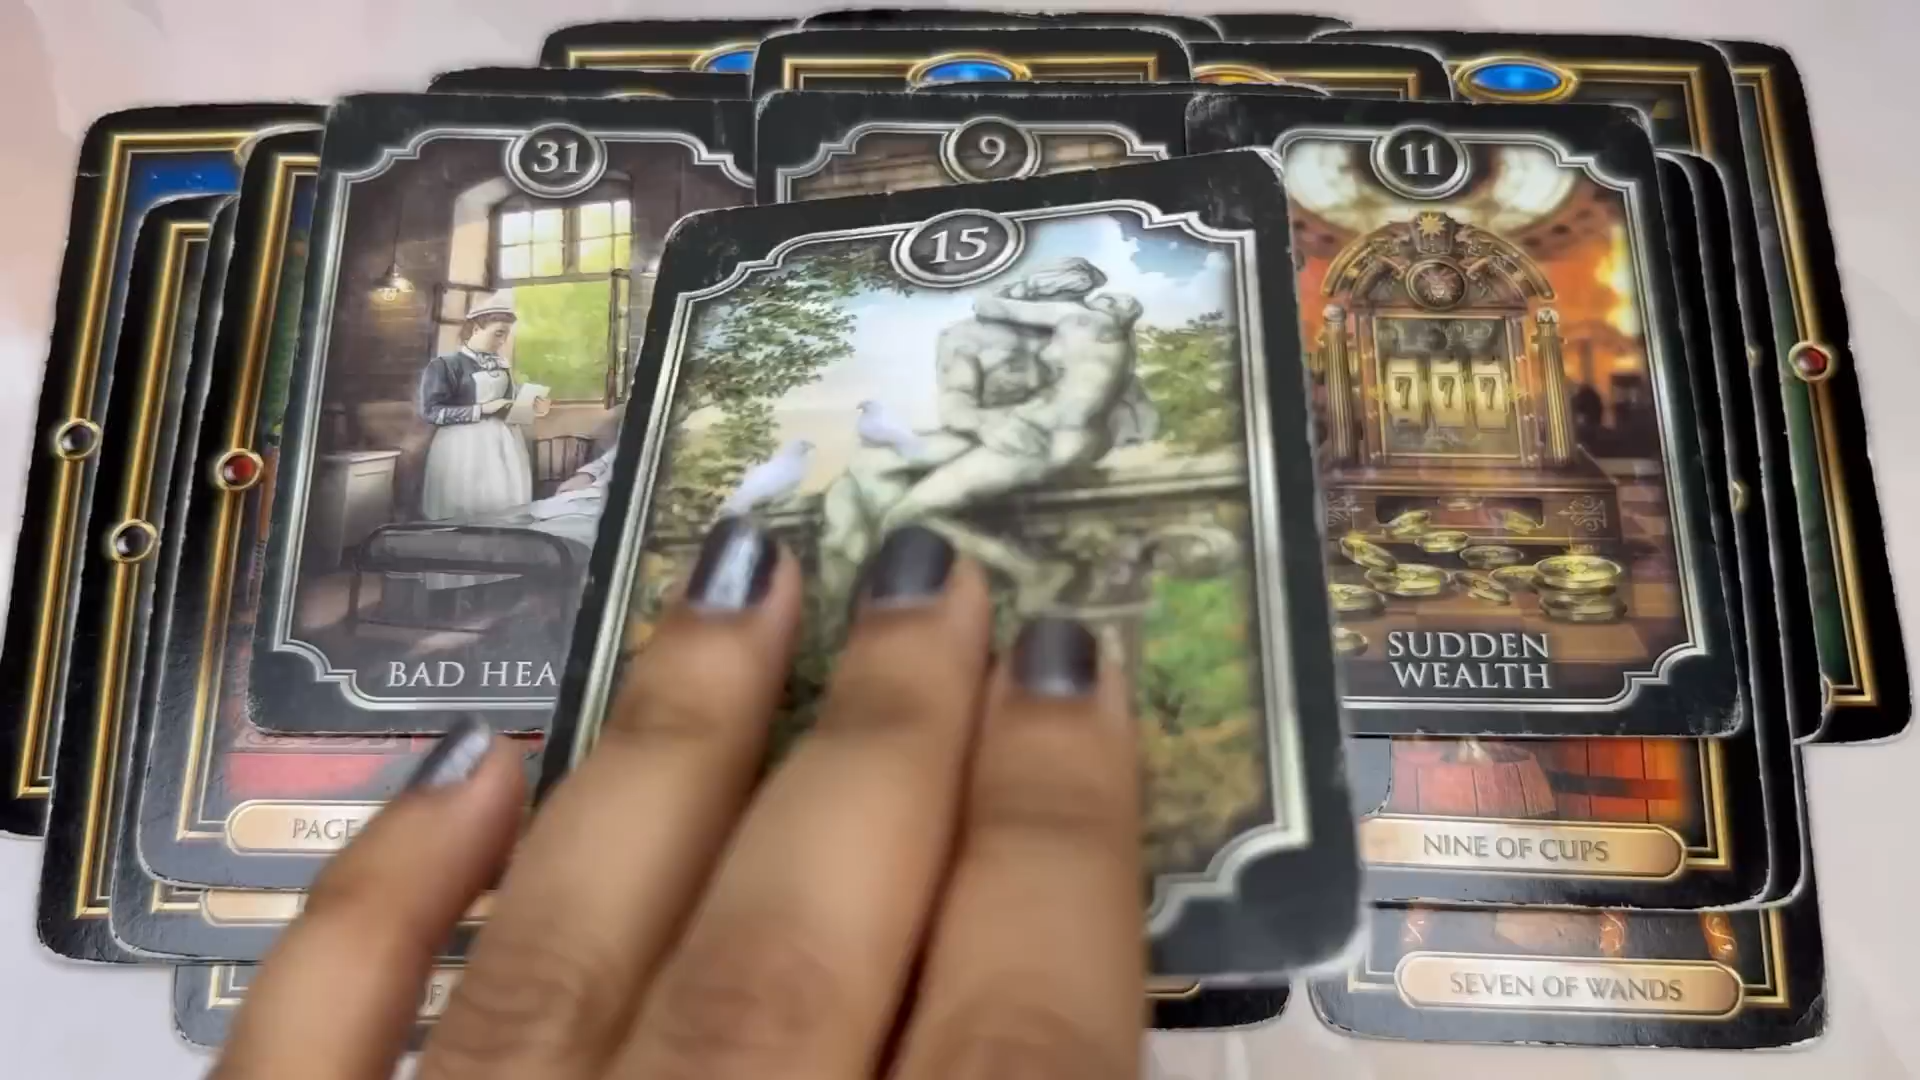 31
9
11
15
777
SUDDEN
WEALTH
BAD HEA
PAGE
NINE OF CUPS
F
SEVEN OF WANDS